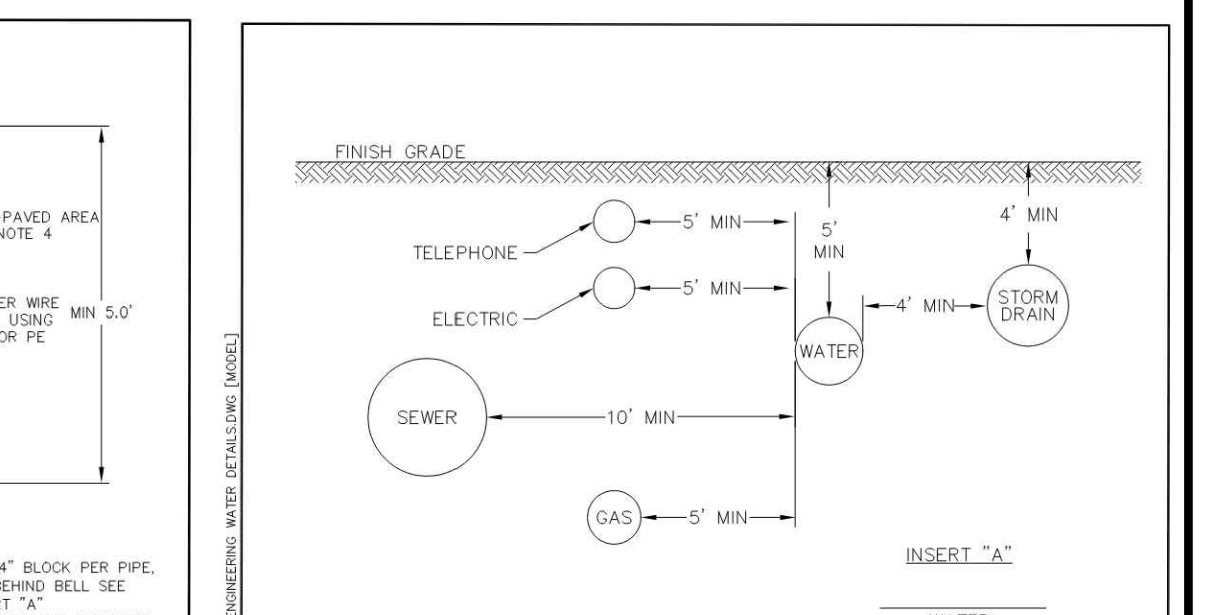 -PAVED AREA
NOTE 4
ER WIRE
USING
OR PE
MIN 5.0'
4" BLOCK PER PIPE,
BEHIND BELL SEE
RT "A"
ENGINEERING WATER DETAILS.DWG [MODEL]
FINISH GRADE
TELEPHONE
5' MIN
ELECTRIC
5' MIN
5'
MIN
4' MIN
STORM
DRAIN
4' MIN
WATER
SEWER
10' MIN
GAS
5' MIN
INSERT "A"